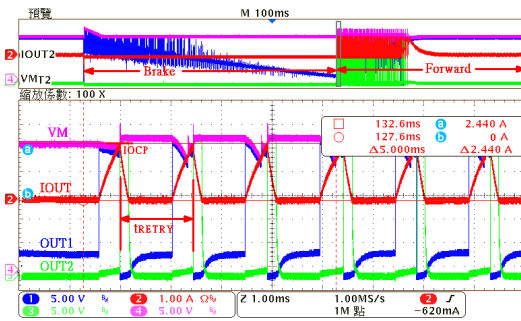 預覽 M 100ms
2 IOUT2
Brake Forward
4 VMT2
縮放係數: 100 X
VM
132.6ms a 2.440 A
127.6ms b 0 A
△5.000ms △2.440 A
a
IOCP
b
IOUT
2
tRETRY
OUT1
4
OUT2
1 5.00 V 2 1.00 A Ω Z 1.00ms 1.00MS/s 2
3 5.00 V 4 5.00 V 1M 點 −620mA